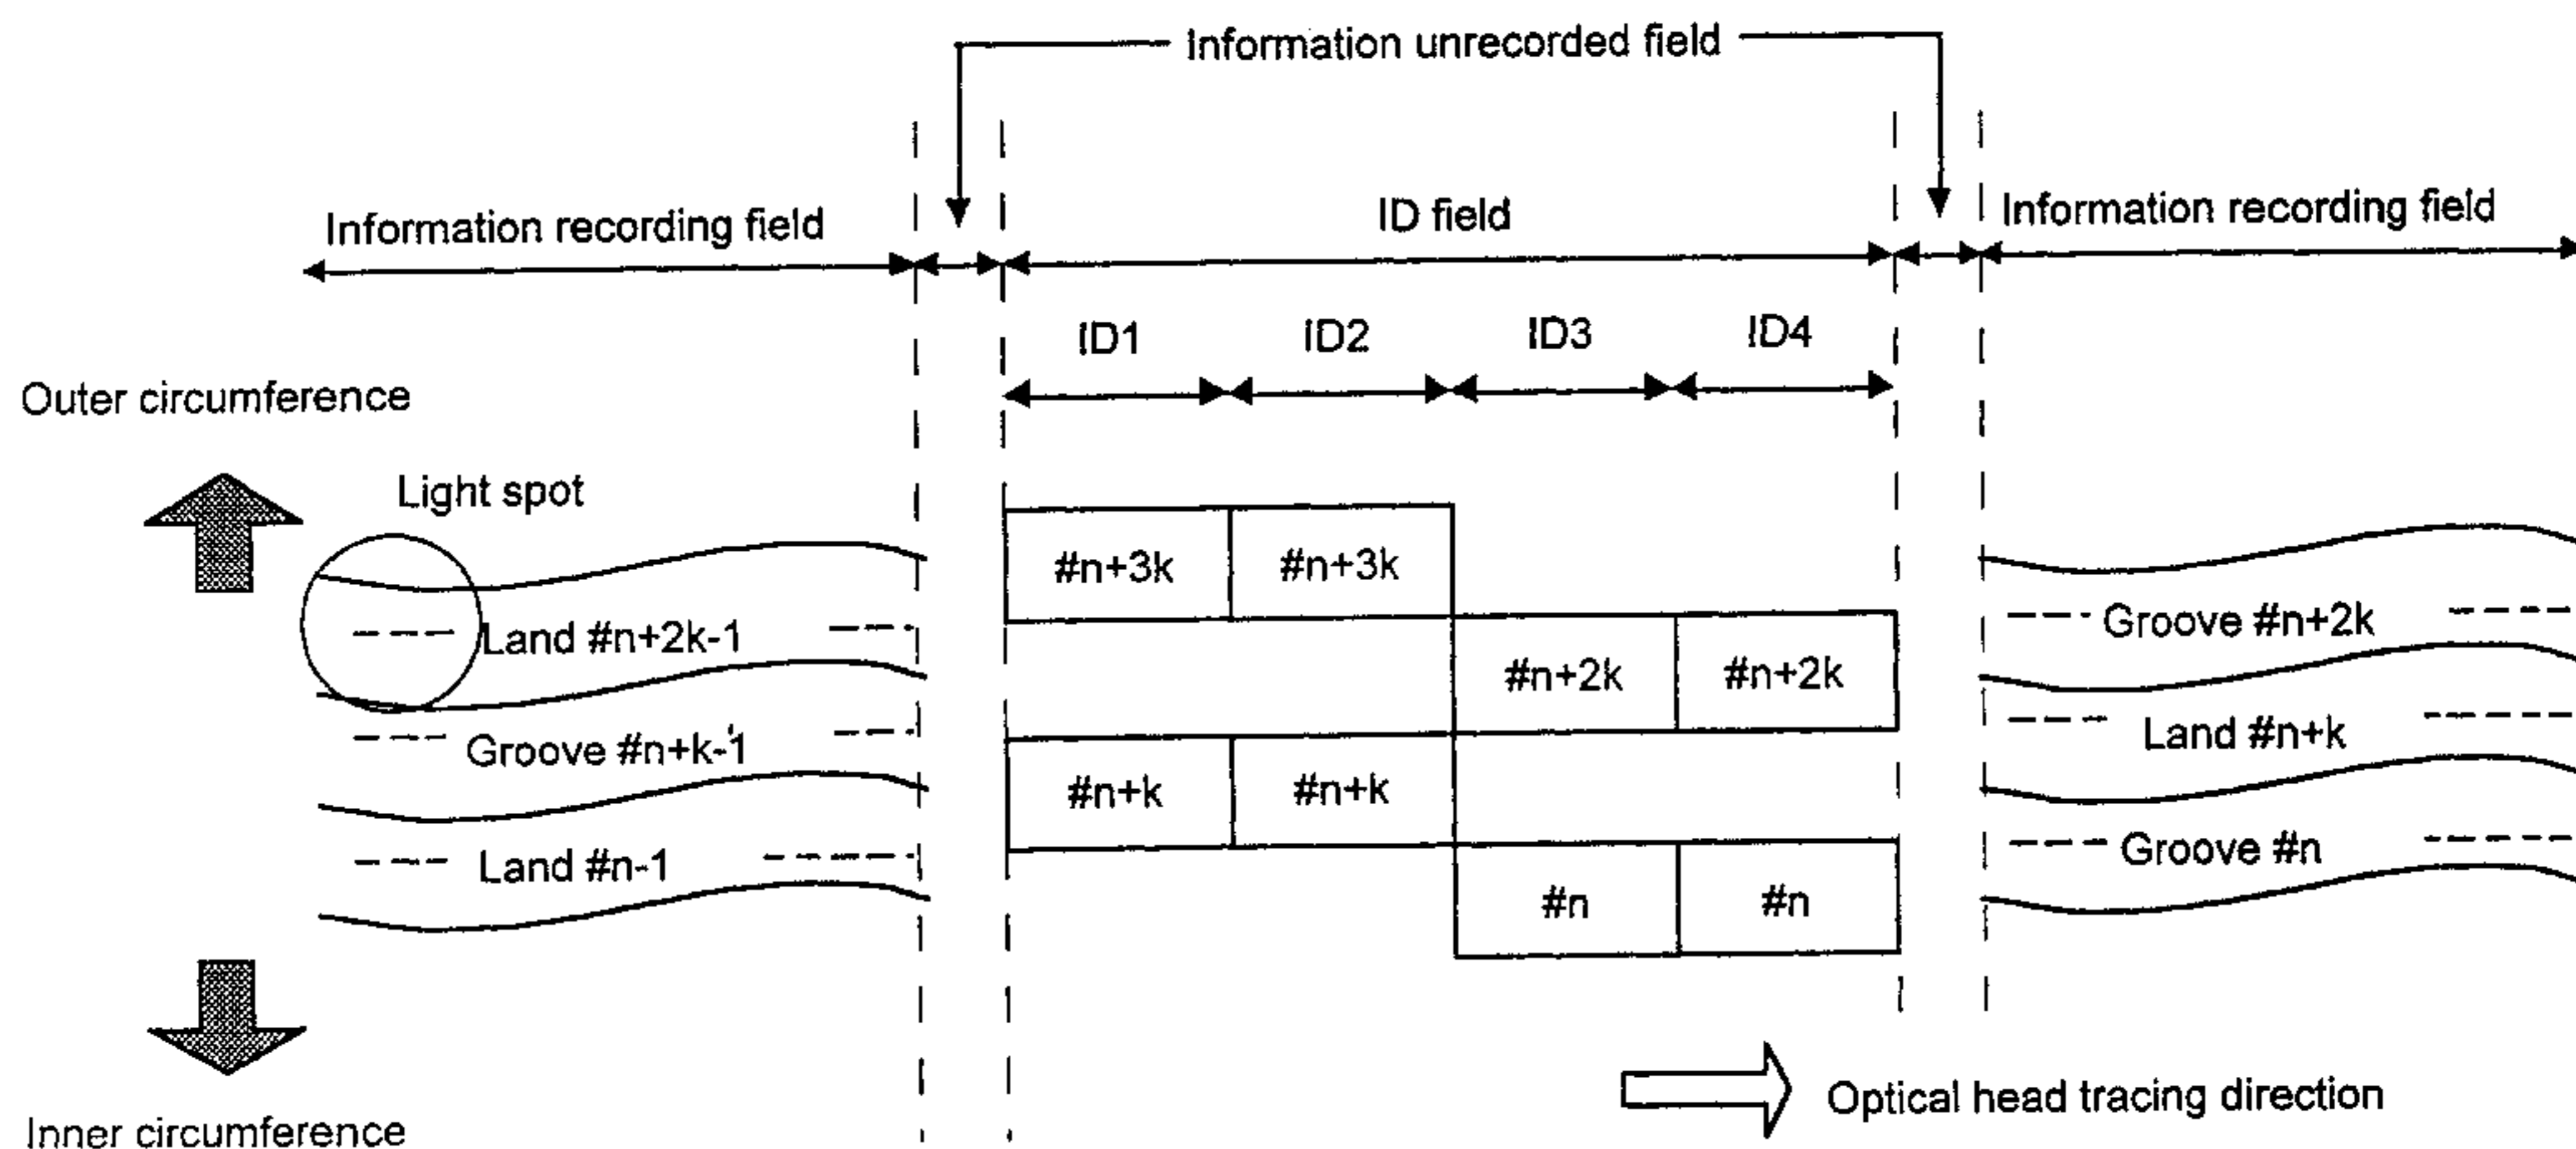 Information unrecorded field
Information recording field
ID field
Information recording field
ID1 ID2 ID3 ID4
Outer circumference
Light spot
#n+3k #n+3k
Land #n+2k-1
#n+2k #n+2k
Groove #n+2k
Groove #n+k-1
Land #n+k
#n+k #n+k
Land #n-1
Groove #n
#n #n
Optical head tracing direction
Inner circumference